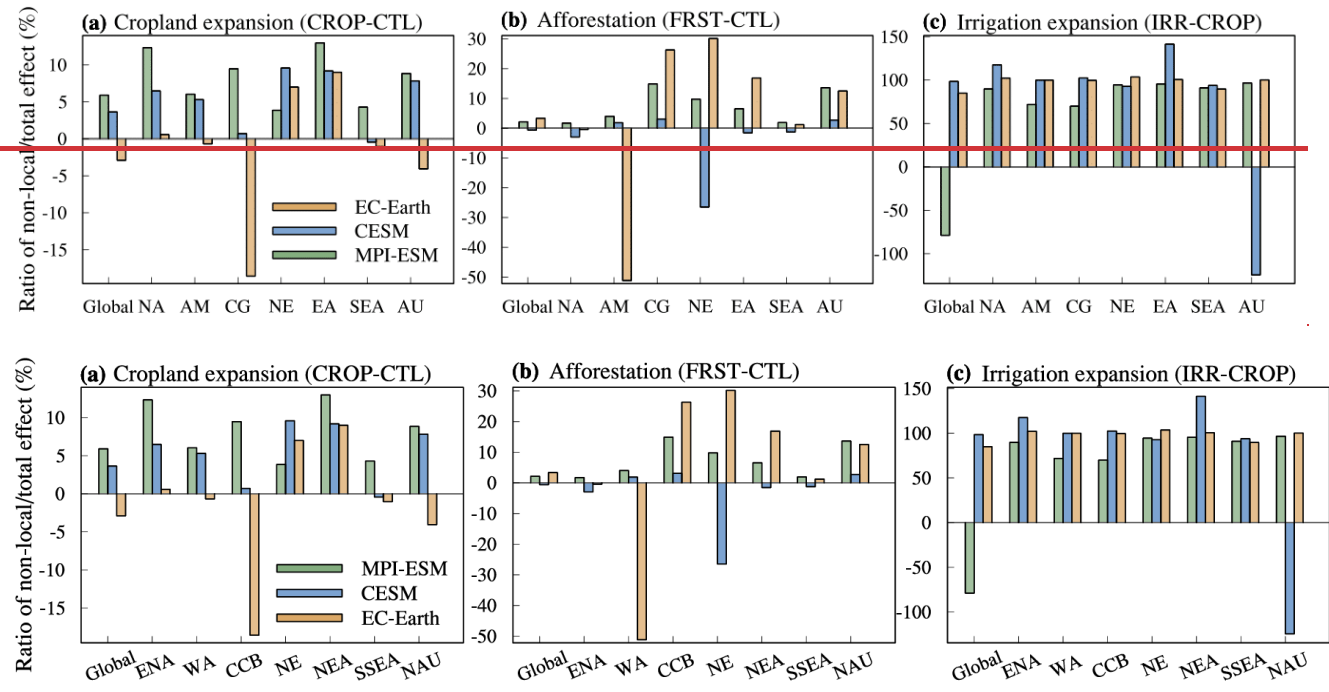 (a) Cropland expansion (CROP-CTL)
(b) Afforestation (FRST-CTL)
(c) Irrigation expansion (IRR-CROP)
Ratio of non-local/total effect (%)
10
5
0
-5
-10
-15
EC-Earth
CESM
MPI-ESM
Global NA AM CG NE EA SEA AU
30
20
10
0
-10
-20
-30
-40
-50
Global NA AM CG NE EA SEA AU
150
100
50
0
-50
-100
Global NA AM CG NE EA SEA AU
(a) Cropland expansion (CROP-CTL)
(b) Afforestation (FRST-CTL)
(c) Irrigation expansion (IRR-CROP)
Ratio of non-local/total effect (%)
10
5
0
-5
-10
-15
MPI-ESM
CESM
EC-Earth
Global ENA WA CCB NE NEA SSEA NAU
30
20
10
0
-10
-20
-30
-40
-50
Global ENA WA CCB NE NEA SSEA NAU
150
100
50
0
-50
-100
Global ENA WA CCB NE NEA SSEA NAU